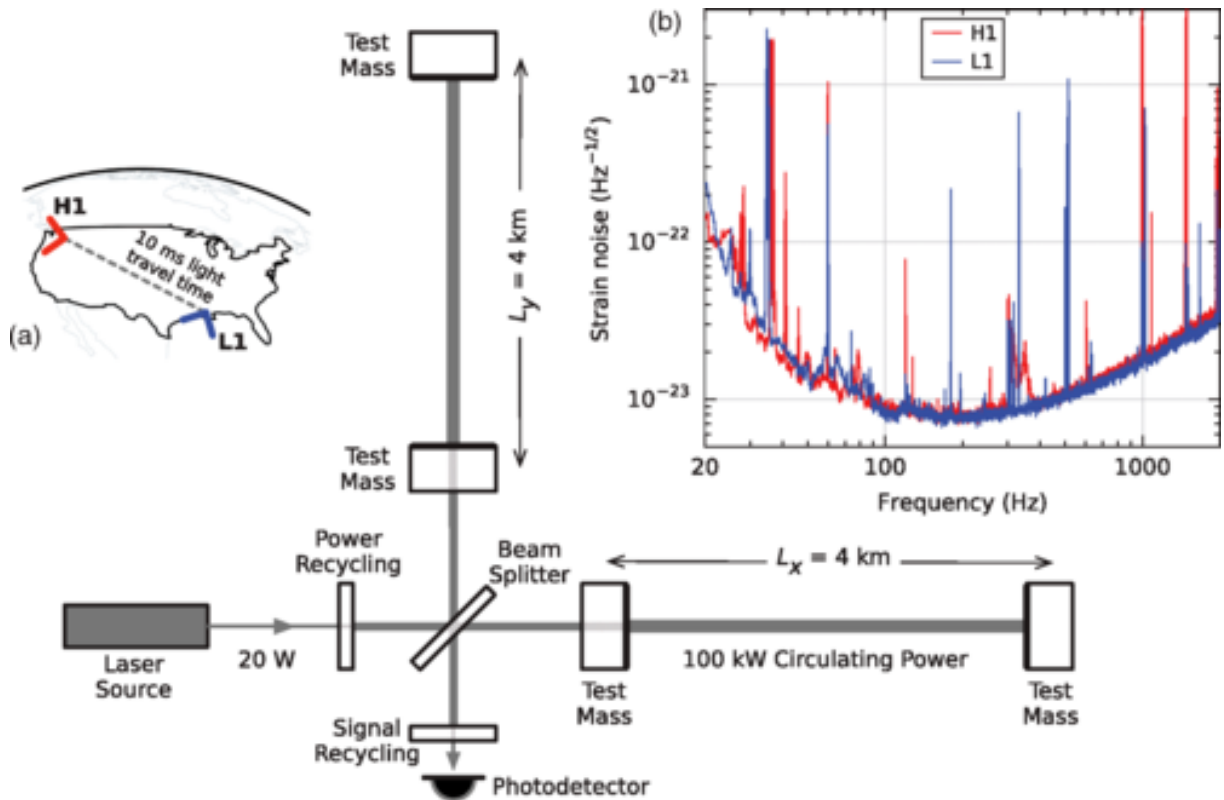 (a)
H1
10 ms light
travel time
L1
Test
Mass
Ly = 4 km
Test
Mass
(b)
H1
L1
Strain noise (Hz−1/2)
10−21
10−22
10−23
20
100
1000
Frequency (Hz)
Power
Recycling
Beam
Splitter
Lx = 4 km
Laser
Source
20 W
100 kW Circulating Power
Test
Mass
Test
Mass
Signal
Recycling
Photodetector